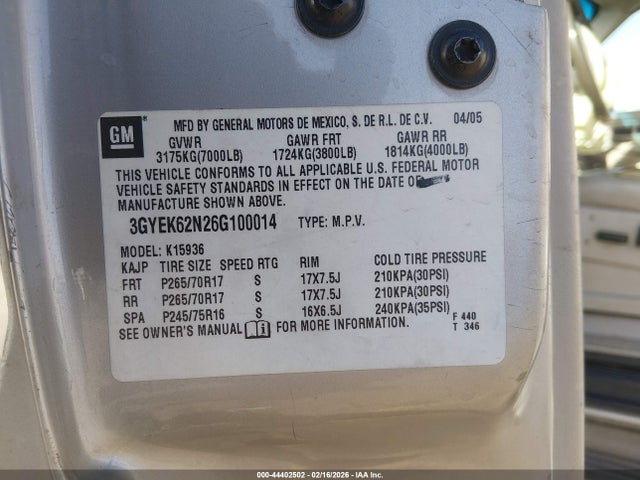 GM®
MFD BY GENERAL MOTORS DE MEXICO, S. DE R.L. DE C.V. 04/05
GVWR GAWR FRT GAWR RR
3175KG(7000LB) 1724KG(3800LB) 1814KG(4000LB)
THIS VEHICLE CONFORMS TO ALL APPLICABLE U.S. FEDERAL MOTOR
VEHICLE SAFETY STANDARDS IN EFFECT ON THE DATE OF
MANUFACTURE SHOWN ABOVE.
3GYEK62N26G100014 TYPE: M.P.V.
MODEL: K15936
KAJP TIRE SIZE SPEED RTG RIM COLD TIRE PRESSURE
FRT P265/70R17 S 17X7.5J 210KPA(30PSI)
RR P265/70R17 S 17X7.5J 210KPA(30PSI)
SPA P245/75R16 S 16X6.5J 240KPA(35PSI)
SEE OWNER'S MANUAL FOR MORE INFORMATION.
F 440
T 346
000-44402502 - 02/16/2026 - IAA Inc.